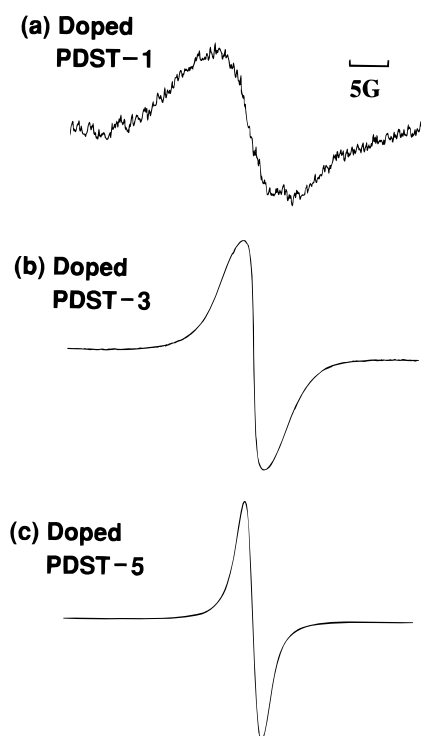 (a) Doped
PDST-1
5G
(b) Doped
PDST-3
(c) Doped
PDST-5